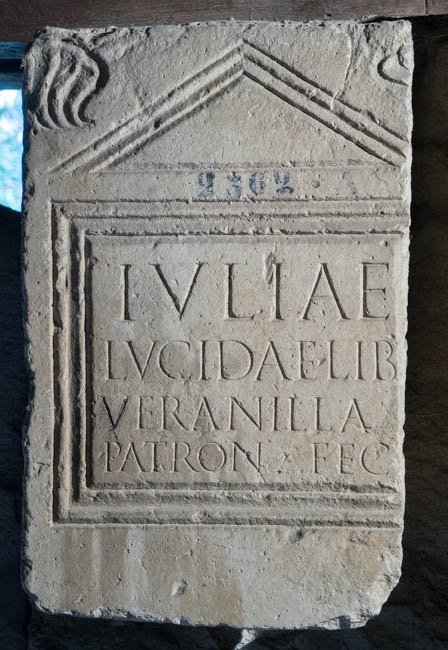 2362 · A
IVLIAE
LVCIDAE·LIB
VERANILLA
PATRON · FEC